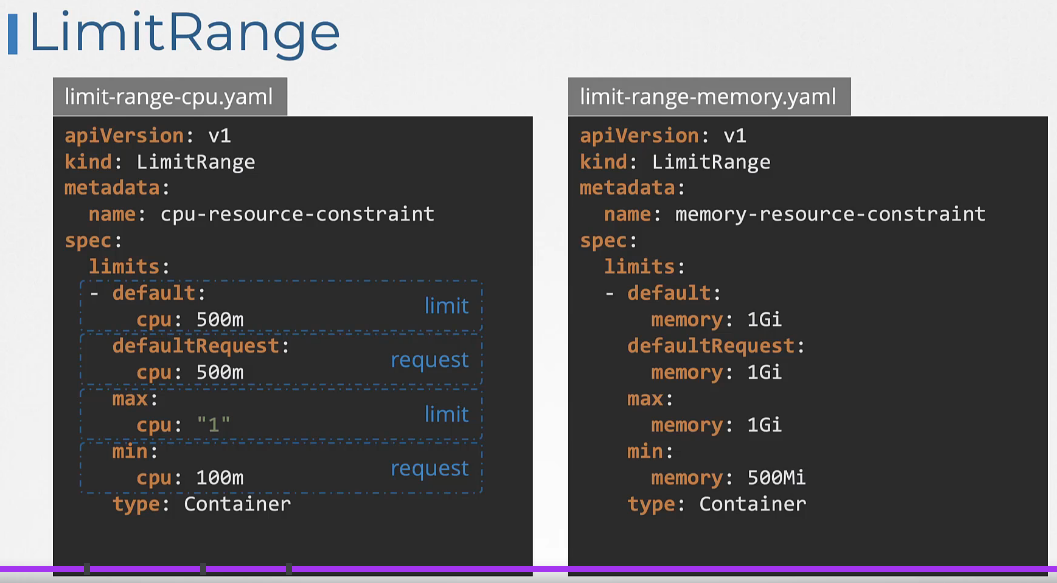 LimitRange
limit-range-cpu.yaml
apiVersion: v1
kind: LimitRange
metadata:
  name: cpu-resource-constraint
spec:
  limits:
  - default:
      cpu: 500m
limit
    defaultRequest:
      cpu: 500m
request
    max:
      cpu: "1"
limit
    min:
      cpu: 100m
request
    type: Container
limit-range-memory.yaml
apiVersion: v1
kind: LimitRange
metadata:
  name: memory-resource-constraint
spec:
  limits:
  - default:
      memory: 1Gi
    defaultRequest:
      memory: 1Gi
    max:
      memory: 1Gi
    min:
      memory: 500Mi
    type: Container